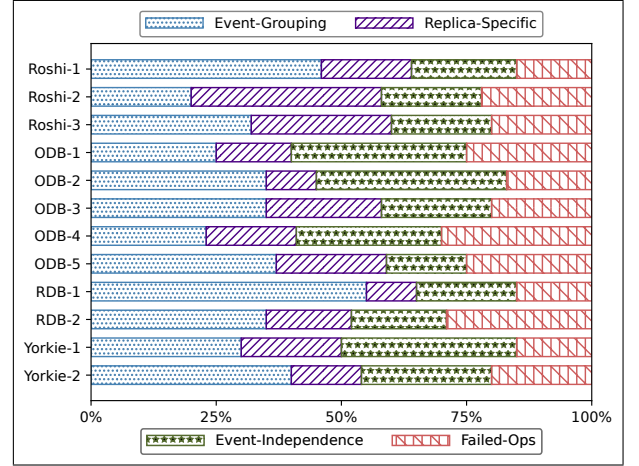 Event-Grouping Replica-Specific
Roshi-1
Roshi-2
Roshi-3
ODB-1
ODB-2
ODB-3
ODB-4
ODB-5
RDB-1
RDB-2
Yorkie-1
Yorkie-2
0% 25% 50% 75% 100%
Event-Independence Failed-Ops